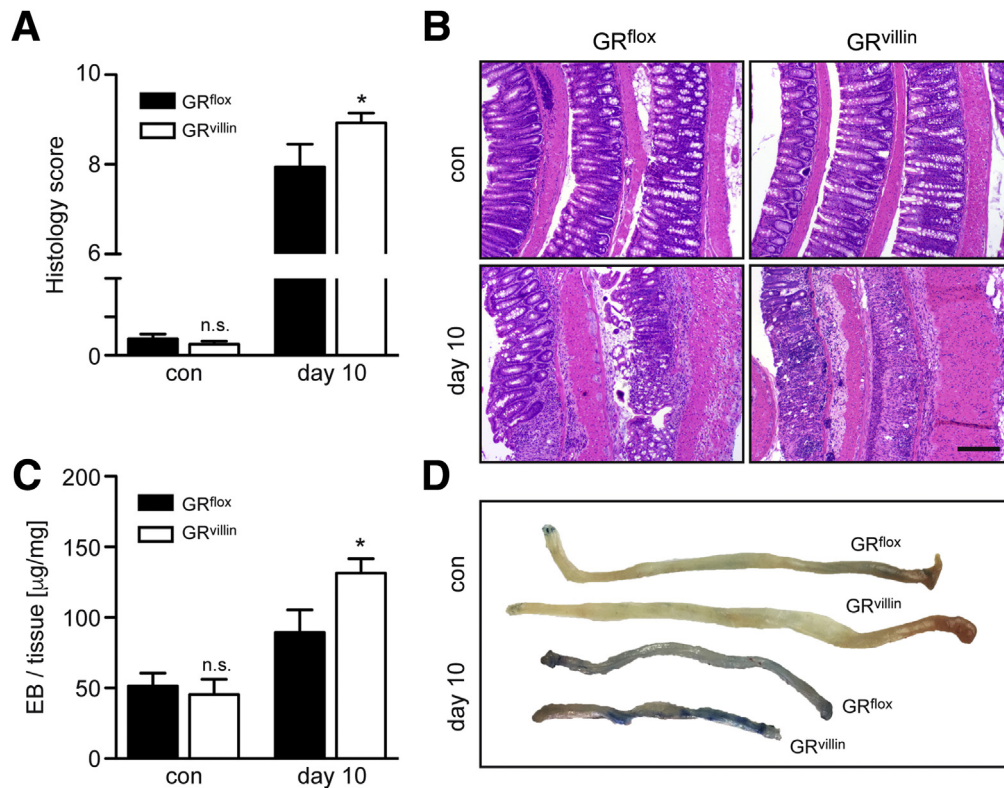 A
10
8
6
0
Histology score
GRflox
GRvillin
*
n.s.
con
day 10
B
GRflox
GRvillin
con
day 10
C
200
150
100
50
0
EB / tissue [μg/mg]
GRflox
GRvillin
*
n.s.
con
day 10
D
con
day 10
GRflox
GRvillin
GRflox
GRvillin